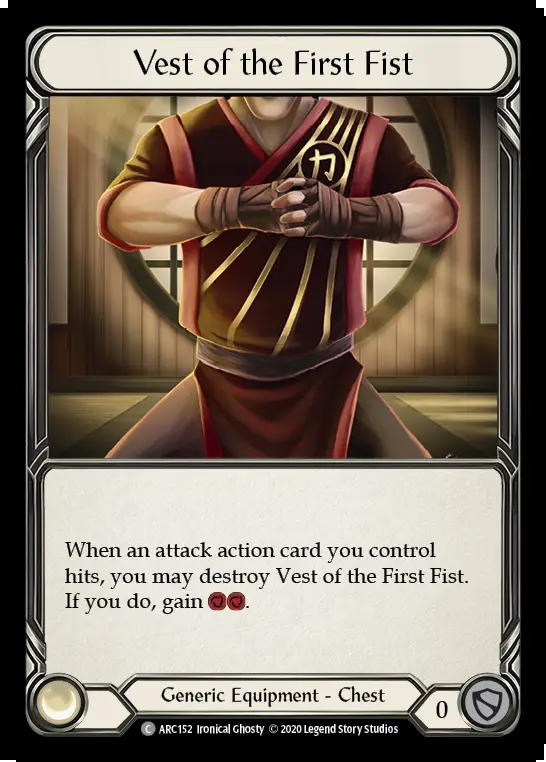 Vest of the First Fist
力
When an attack action card you control
hits, you may destroy Vest of the First Fist.
If you do, gain .
Generic Equipment - Chest
0
C ARC152 Ironical Ghosty © 2020 Legend Story Studios